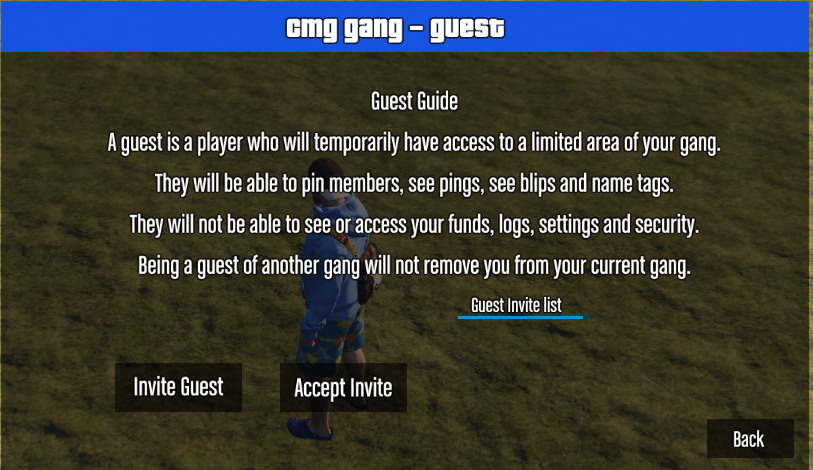 cmg gang - guest
Guest Guide
A guest is a player who will temporarily have access to a limited area of your gang.
They will be able to pin members, see pings, see blips and name tags.
They will not be able to see or access your funds, logs, settings and security.
Being a guest of another gang will not remove you from your current gang.
Guest Invite list
Invite Guest
Accept Invite
Back